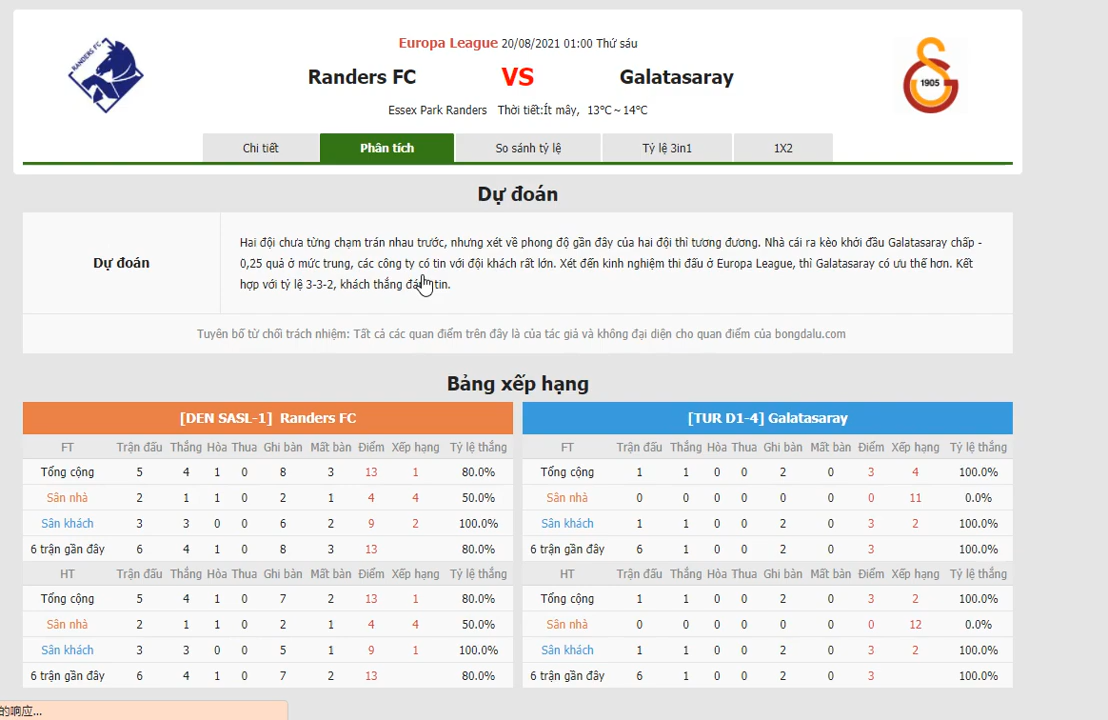 RANDERS FC
Europa League 20/08/2021 01:00 Thứ sáu
Randers FC VS Galatasaray
1905
Essex Park Randers Thời tiết:Ít mây, 13℃～14℃
Chi tiết Phân tích So sánh tỷ lệ Tỷ lệ 3in1 1X2
Dự đoán
Dự đoán
Hai đội chưa từng chạm trán nhau trước, nhưng xét về phong độ gần đây của hai đội thì tương đương. Nhà cái ra kèo khởi đầu Galatasaray chấp -
0,25 quả ở mức trung, các công ty có tin với đội khách rất lớn. Xét đến kinh nghiệm thi đấu ở Europa League, thì Galatasaray có ưu thế hơn. Kết
hợp với tỷ lệ 3-3-2, khách thắng tin.
Tuyên bố từ chối trách nhiệm: Tất cả các quan điểm trên đây là của tác giả và không đại diện cho quan điểm của bongdalu.com
Bảng xếp hạng
[DEN SASL-1] Randers FC
FT Trận đấu Thắng Hòa Thua Ghi bàn Mất bàn Điểm Xếp hạng Tỷ lệ thắng
Tổng cộng 5 4 1 0 8 3 13 1 80.0%
Sân nhà 2 1 1 0 2 1 4 4 50.0%
Sân khách 3 3 0 0 6 2 9 2 100.0%
6 trận gần đây 6 4 1 0 8 3 13 80.0%
HT Trận đấu Thắng Hòa Thua Ghi bàn Mất bàn Điểm Xếp hạng Tỷ lệ thắng
Tổng cộng 5 4 1 0 7 2 13 1 80.0%
Sân nhà 2 1 1 0 2 1 4 4 50.0%
Sân khách 3 3 0 0 5 1 9 1 100.0%
6 trận gần đây 6 4 1 0 7 2 13 80.0%
[TUR D1-4] Galatasaray
FT Trận đấu Thắng Hòa Thua Ghi bàn Mất bàn Điểm Xếp hạng Tỷ lệ thắng
Tổng cộng 1 1 0 0 2 0 3 4 100.0%
Sân nhà 0 0 0 0 0 0 0 11 0.0%
Sân khách 1 1 0 0 2 0 3 2 100.0%
6 trận gần đây 6 1 0 0 2 0 3 100.0%
HT Trận đấu Thắng Hòa Thua Ghi bàn Mất bàn Điểm Xếp hạng Tỷ lệ thắng
Tổng cộng 1 1 0 0 2 0 3 2 100.0%
Sân nhà 0 0 0 0 0 0 0 12 0.0%
Sân khách 1 1 0 0 2 0 3 2 100.0%
6 trận gần đây 6 1 0 0 2 0 3 100.0%
的响应...